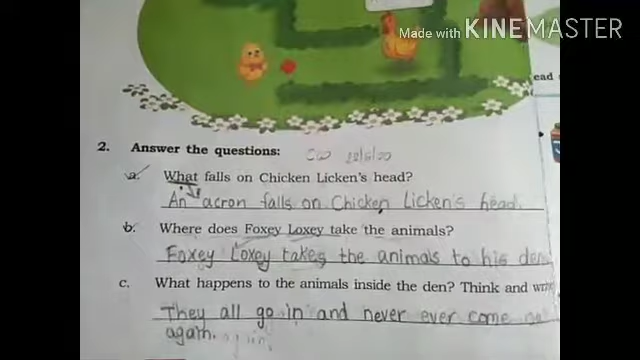 Made with KINEMASTER
ead
2. Answer the questions:
a. What falls on Chicken Licken's head?
An acron falls on Chicken Licken's head.
b. Where does Foxey Loxey take the animals?
Foxey Loxey takes the animals to his den
c. What happens to the animals inside the den? Think and write
They all go in and never ever come
again.